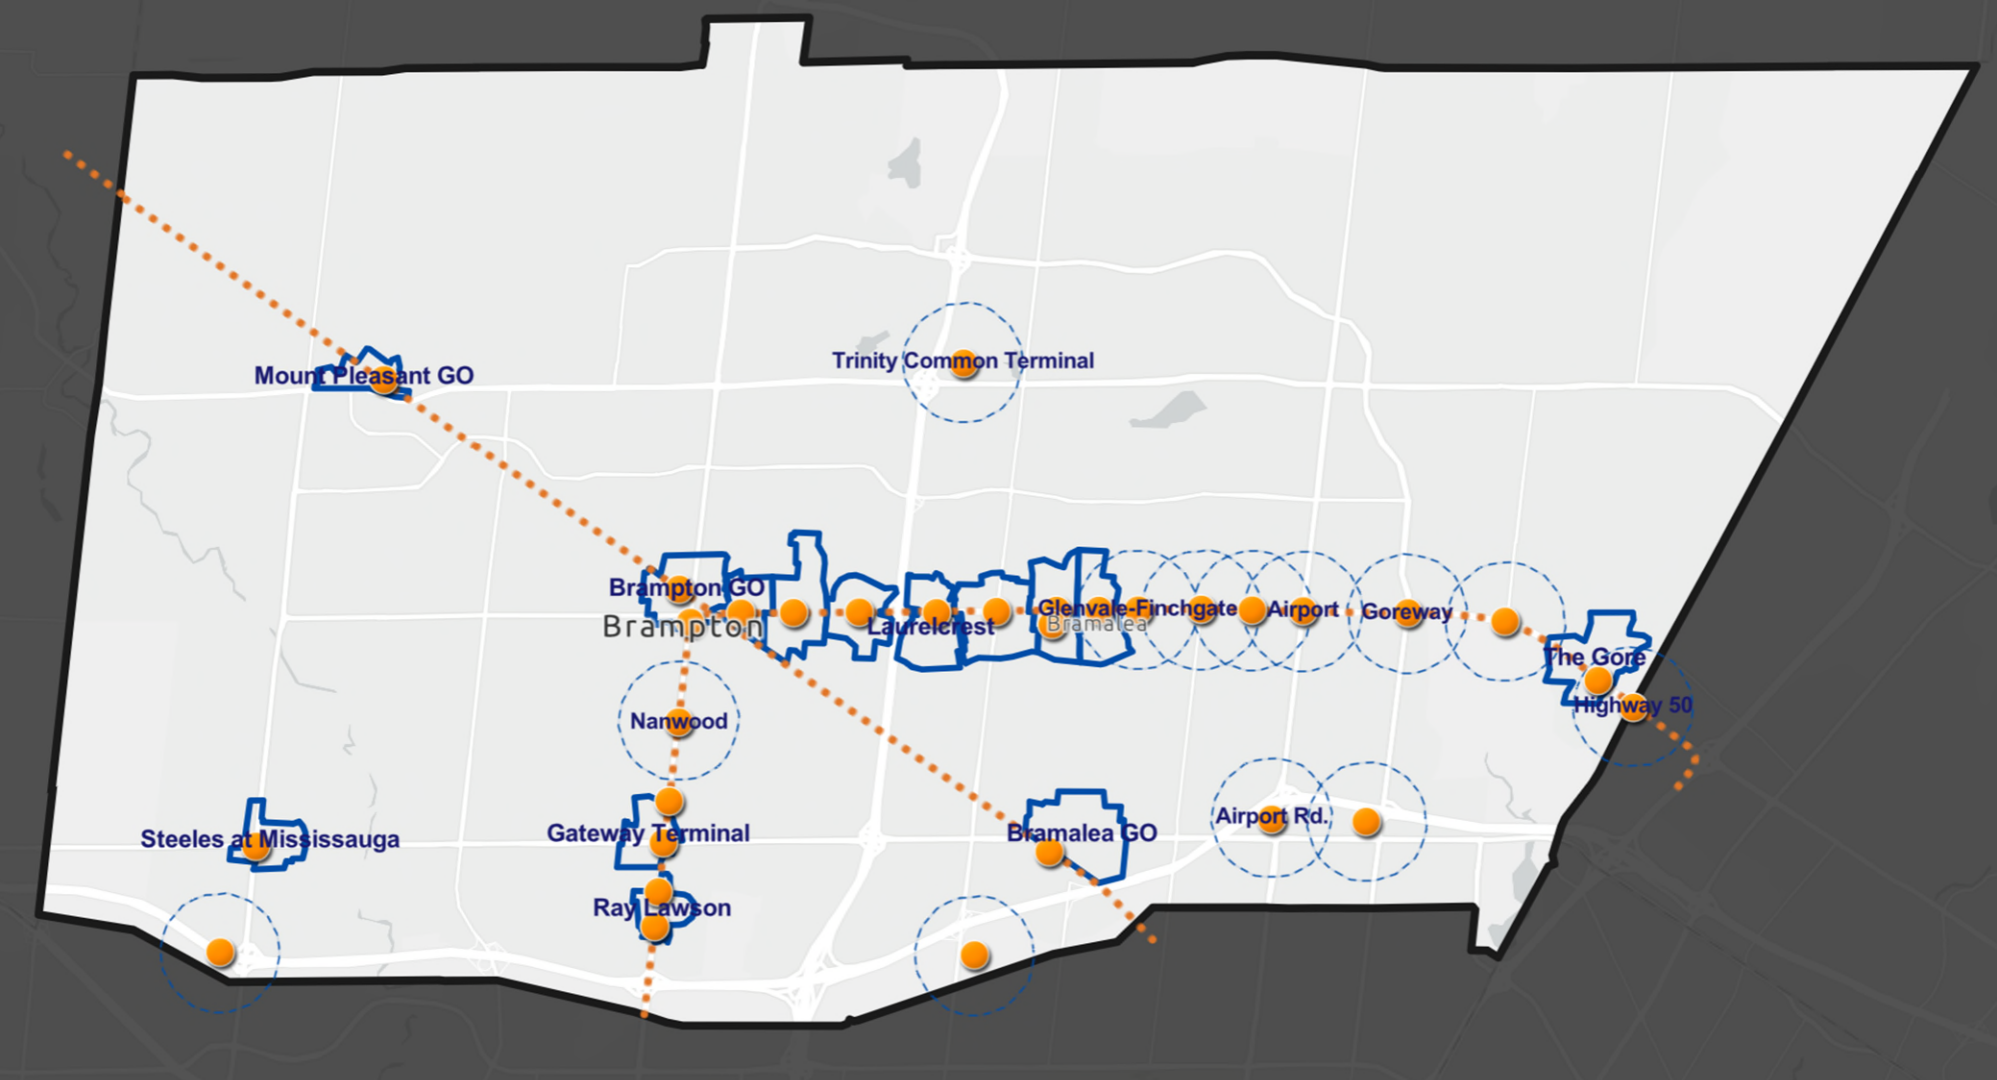 Trinity Common Terminal
Mount Pleasant GO
Brampton GO
Brampton
Laurelcrest
Glenvale-Finchgate
Bramalea
Airport
Goreway
The Gore
Highway 50
Nanwood
Steeles at Mississauga
Gateway Terminal
Bramalea GO
Airport Rd.
Ray Lawson